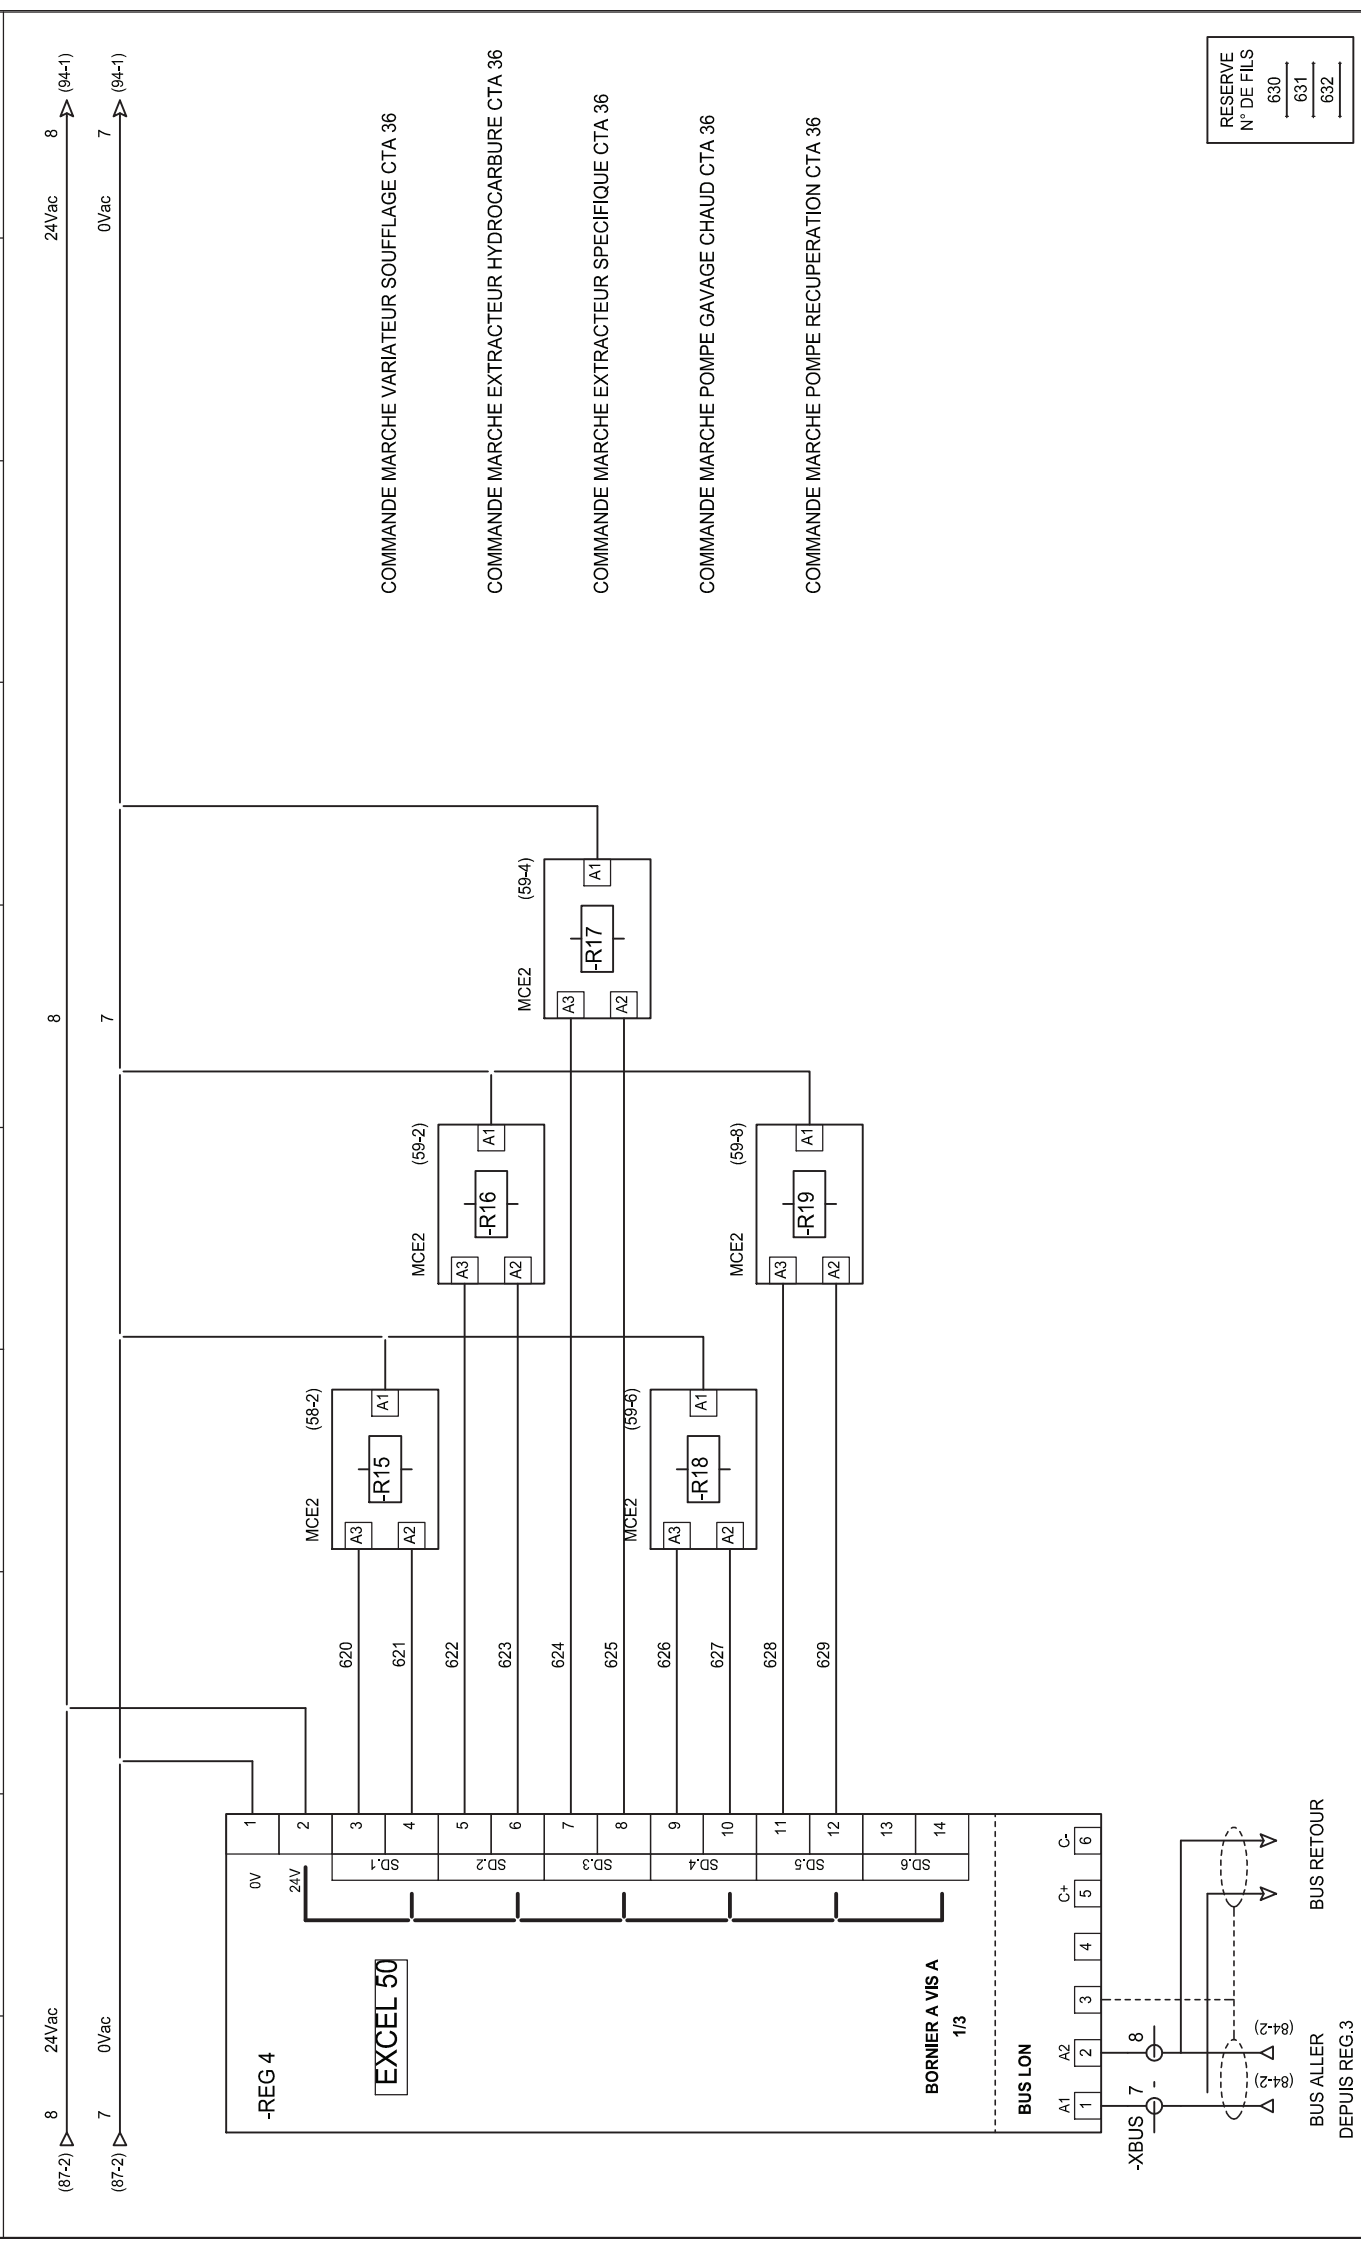 (87-2) 8 24Vac 8 24Vac 8 (94-1)
(87-2) 7 0Vac 7 0Vac 7 (94-1)
-REG 4
EXCEL 50
0V 1
24V 2
SD.1 3 620
4 621
SD.2 5 622
6 623
SD.3 7 624
8 625
SD.4 9 626
10 627
SD.5 11 628
12 629
SD.6 13
14
MCE2 (58-2)
A3 A2 -R15 A1
MCE2 (59-2)
A3 A2 -R16 A1
MCE2 (59-4)
A3 A2 -R17 A1
MCE2 (59-6)
A3 A2 -R18 A1
MCE2 (59-8)
A3 A2 -R19 A1
COMMANDE MARCHE VARIATEUR SOUFFLAGE CTA 36
COMMANDE MARCHE EXTRACTEUR HYDROCARBURE CTA 36
COMMANDE MARCHE EXTRACTEUR SPECIFIQUE CTA 36
COMMANDE MARCHE POMPE GAVAGE CHAUD CTA 36
COMMANDE MARCHE POMPE RECUPERATION CTA 36
BORNIER A VIS A
1/3
BUS LON
A1 A2 C+ C-
1 2 3 4 5 6
-XBUS 7 - 8
(84-2) (84-2)
BUS ALLER
DEPUIS REG.3
BUS RETOUR
RESERVE
N° DE FILS
630
631
632